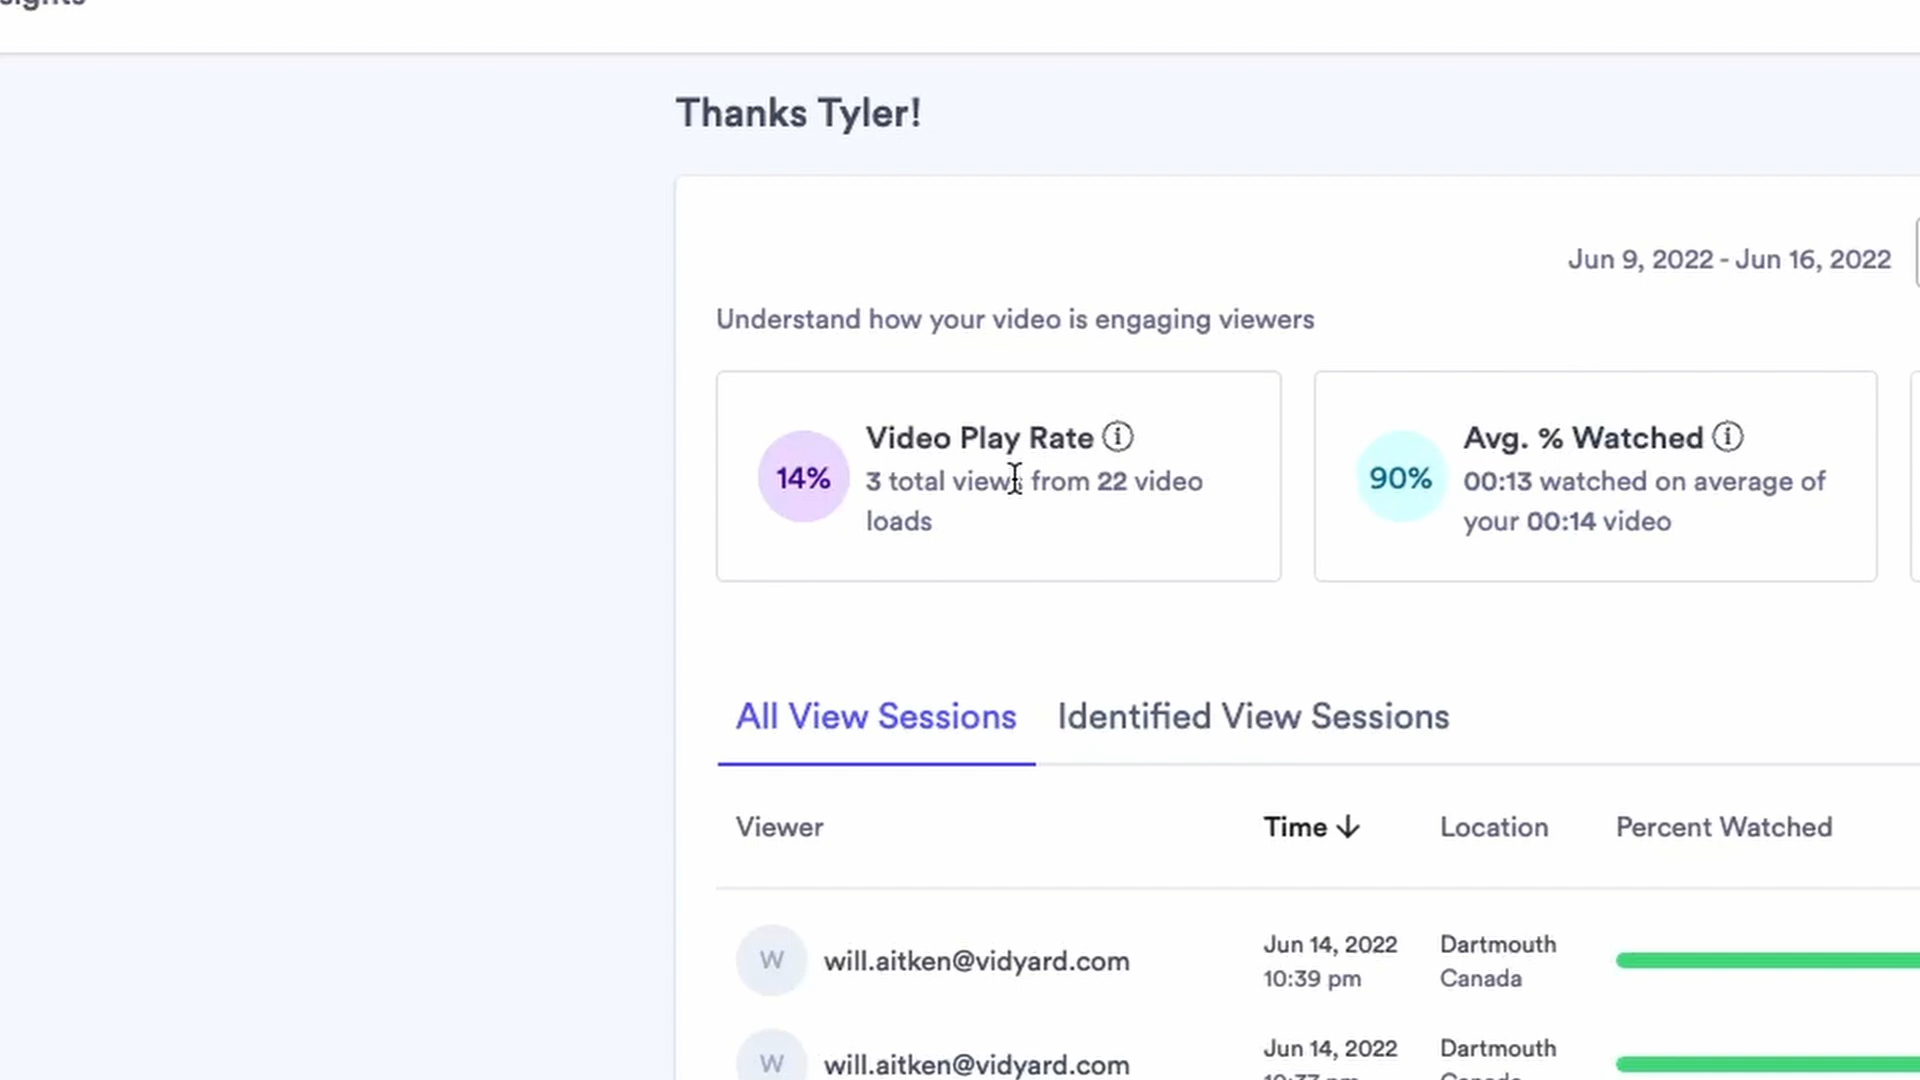 Thanks Tyler!
Jun 9, 2022 - Jun 16, 2022
Understand how your video is engaging viewers
14%
Video Play Rate
3 total views from 22 video
loads
90%
Avg. % Watched
00:13 watched on average of
your 00:14 video
All View Sessions Identified View Sessions
Viewer Time ↓ Location Percent Watched
W will.aitken@vidyard.com Jun 14, 2022 Dartmouth
10:39 pm Canada
W will.aitken@vidyard.com Jun 14, 2022 Dartmouth